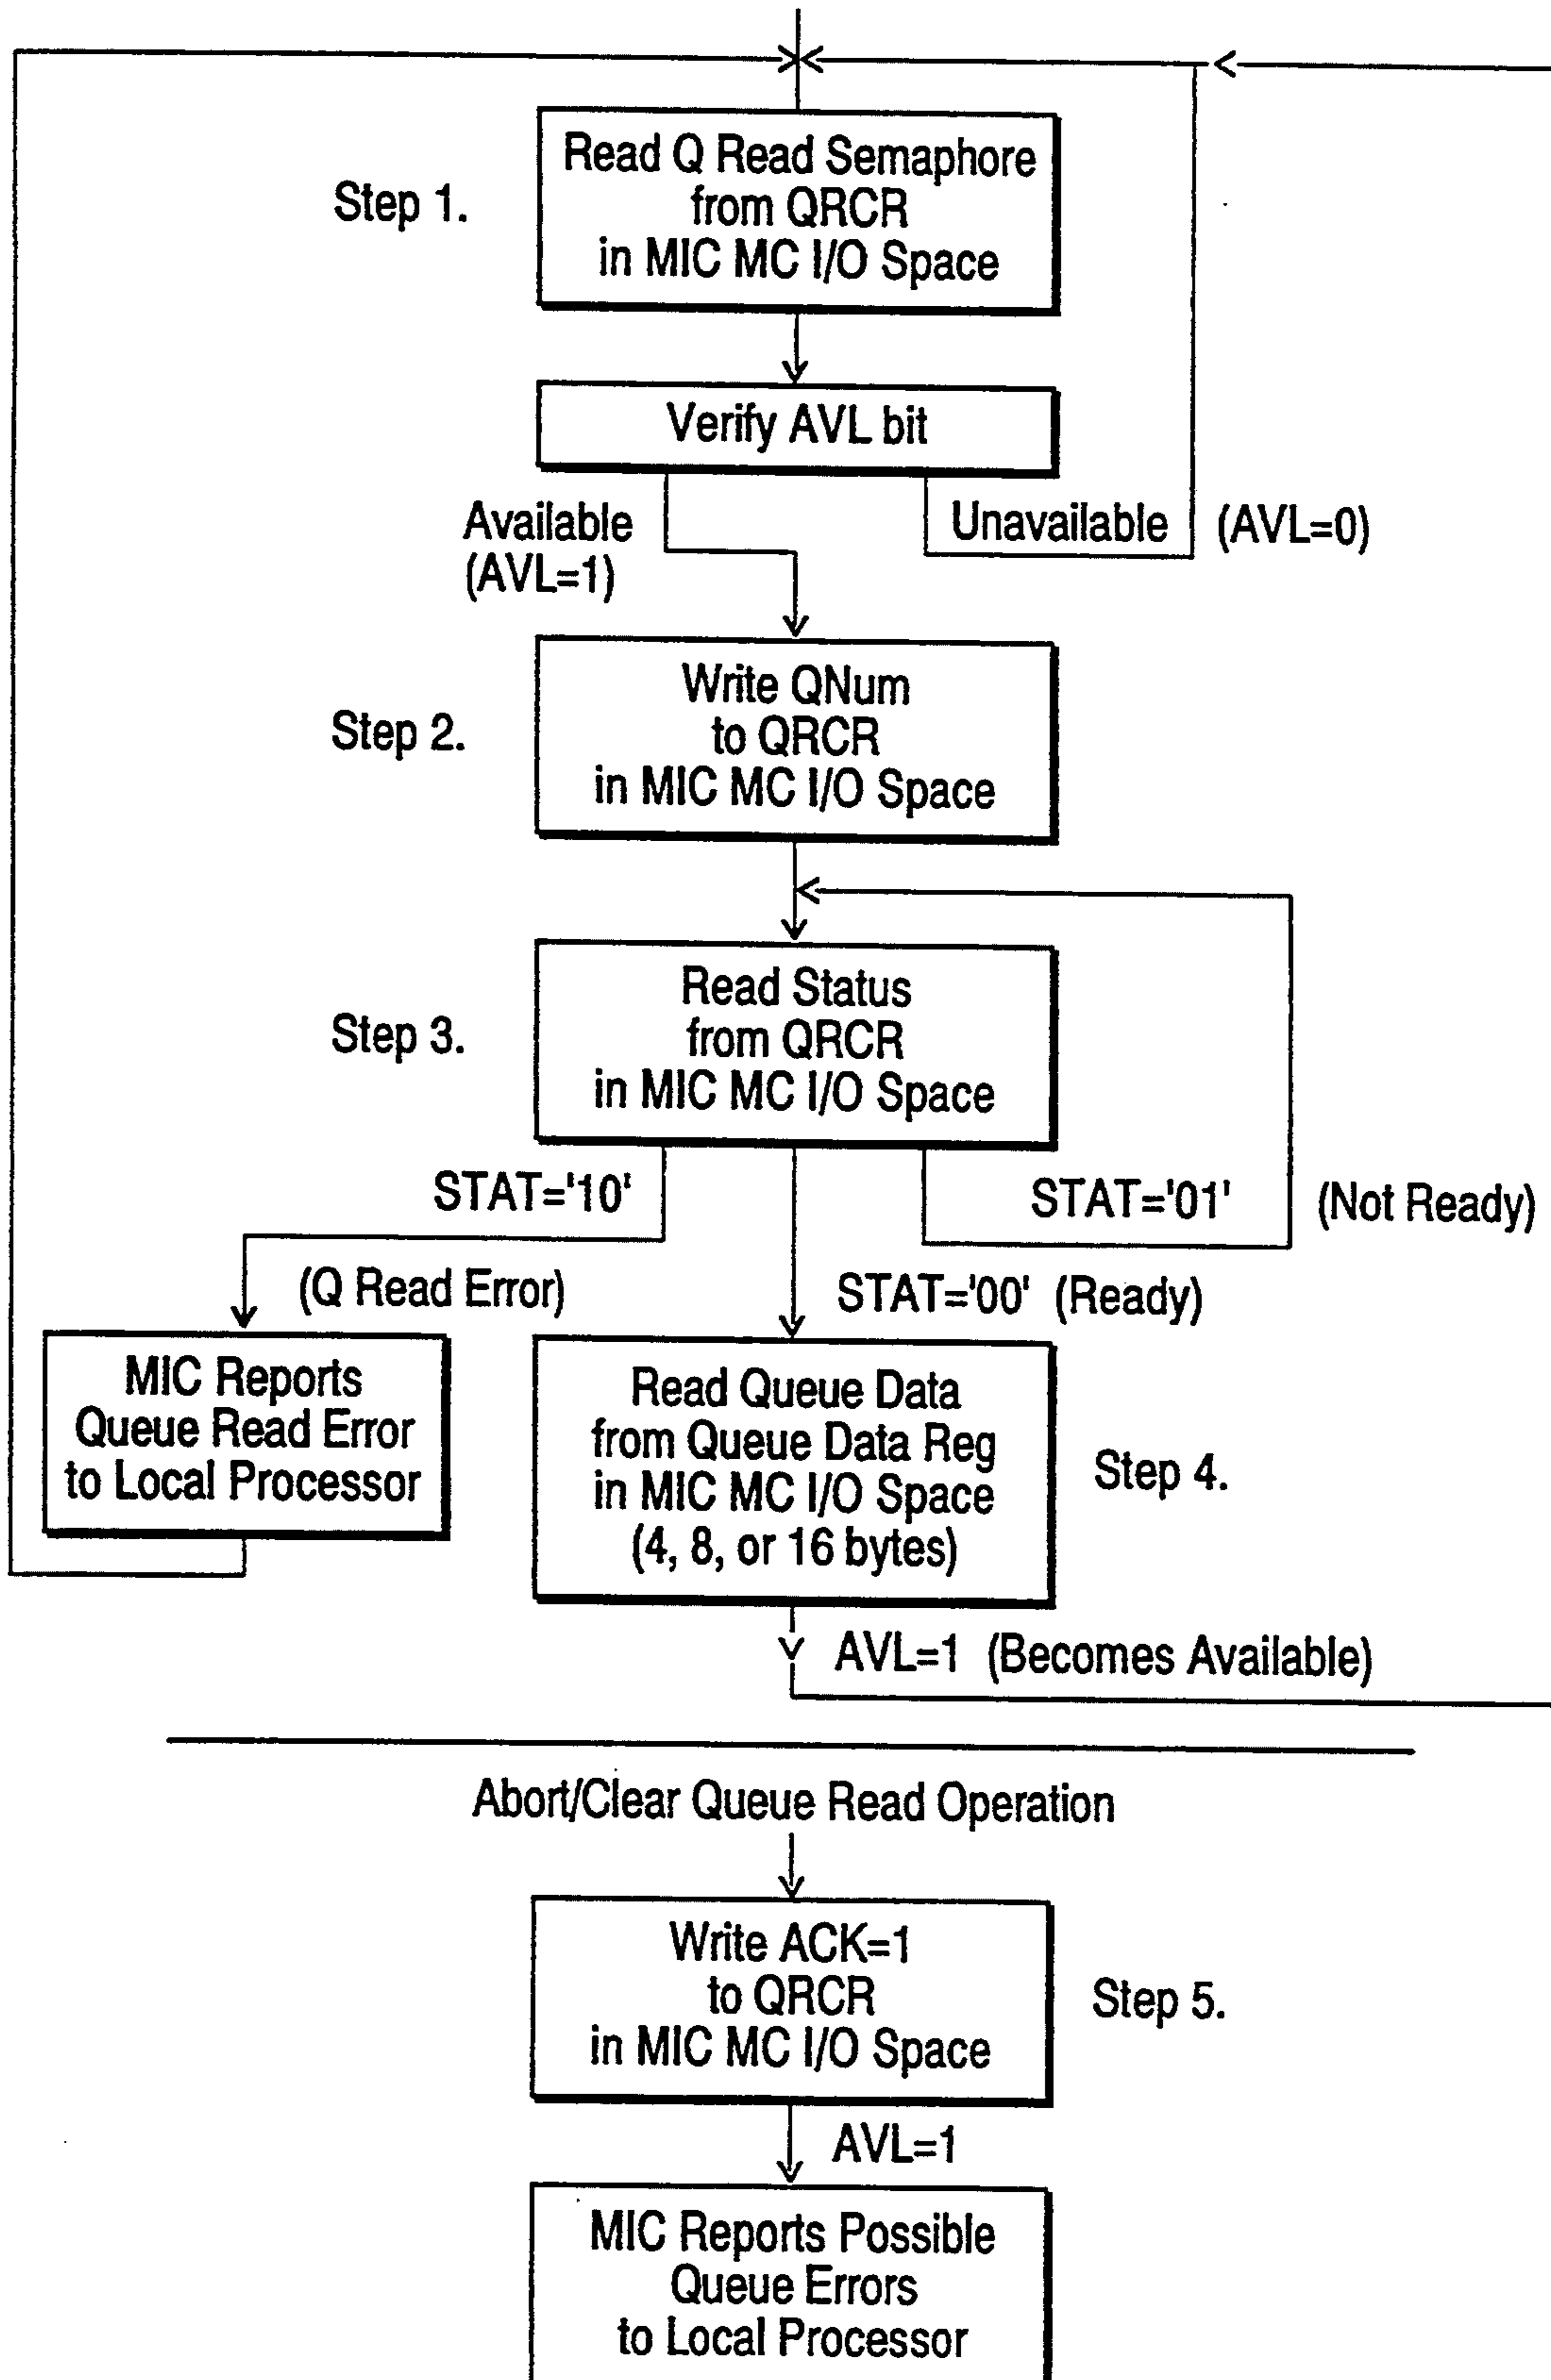 Step 1.
Read Q Read Semaphore
from QRCR
in MIC MC I/O Space
Verify AVL bit
Available
(AVL=1)
Unavailable (AVL=0)
Step 2.
Write QNum
to QRCR
in MIC MC I/O Space
Step 3.
Read Status
from QRCR
in MIC MC I/O Space
STAT='10'
STAT='01' (Not Ready)
(Q Read Error)
STAT='00' (Ready)
MIC Reports
Queue Read Error
to Local Processor
Read Queue Data
from Queue Data Reg
in MIC MC I/O Space
(4, 8, or 16 bytes)
Step 4.
AVL=1 (Becomes Available)
Abort/Clear Queue Read Operation
Write ACK=1
to QRCR
in MIC MC I/O Space
Step 5.
AVL=1
MIC Reports Possible
Queue Errors
to Local Processor